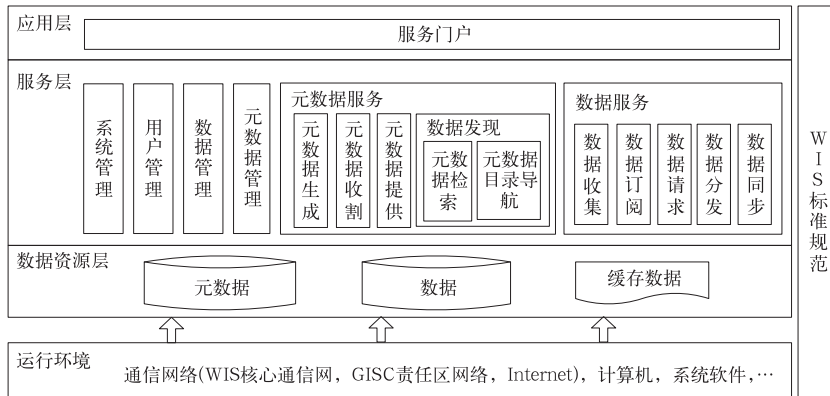 应用层
服务门户
服务层
系统管理
用户管理
数据管理
元数据管理
元数据服务
元数据生成
元数据收割
元数据提供
数据发现
元数据检索
元数据目录导航
数据服务
数据收集
数据订阅
数据请求
数据分发
数据同步
数据资源层
元数据
数据
缓存数据
运行环境
通信网络(WIS核心通信网，GISC责任区网络，Internet)，计算机，系统软件，…
WIS标准规范